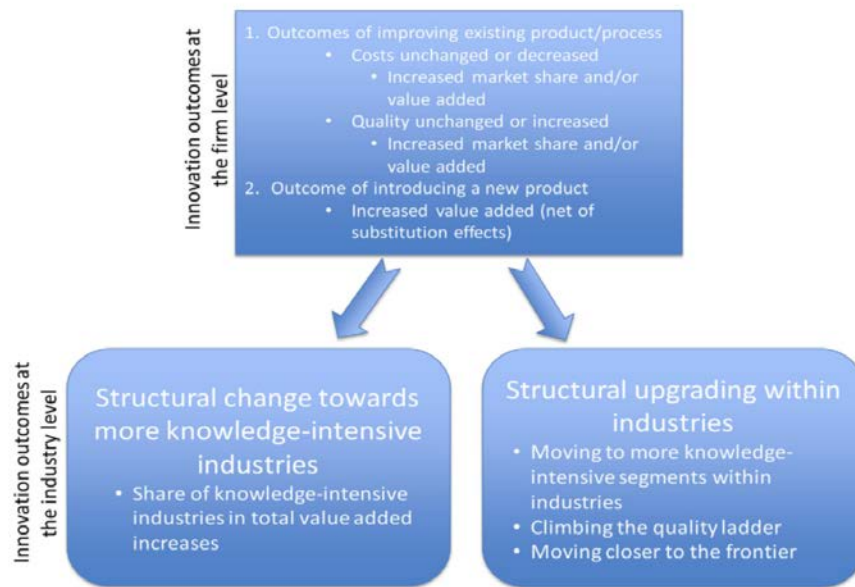 Innovation outcomes at
the firm level
1. Outcomes of improving existing product/process
• Costs unchanged or decreased
• Increased market share and/or
value added
• Quality unchanged or increased
• Increased market share and/or
value added
2. Outcome of introducing a new product
• Increased value added (net of
substitution effects)
Innovation outcomes at
the industry level
Structural change towards
more knowledge-intensive
industries
• Share of knowledge-intensive
industries in total value added
increases
Structural upgrading within
industries
• Moving to more knowledge-
intensive segments within
industries
• Climbing the quality ladder
• Moving closer to the frontier